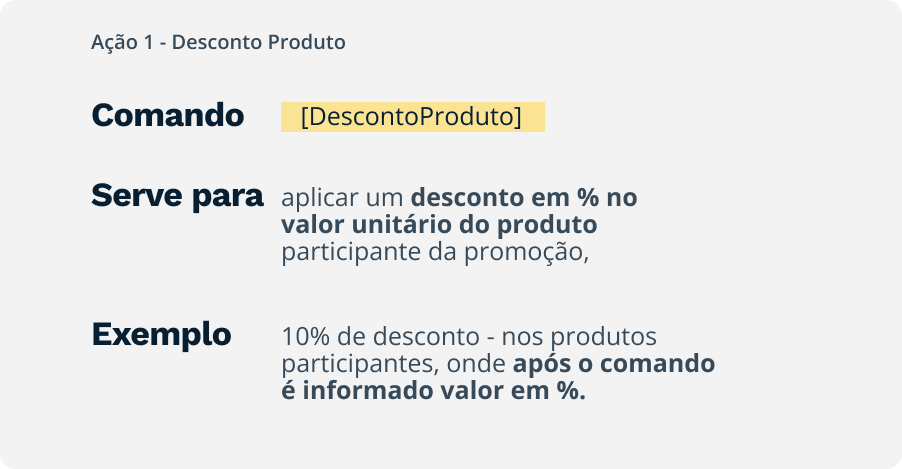 Ação 1 - Desconto Produto
Comando [DescontoProduto]
Serve para aplicar um desconto em % no
valor unitário do produto
participante da promoção,
Exemplo 10% de desconto - nos produtos
participantes, onde após o comando
é informado valor em %.